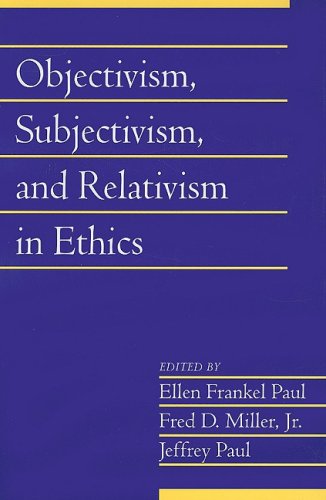 Objectivism,
Subjectivism,
and Relativism
in Ethics
EDITED BY
Ellen Frankel Paul
Fred D. Miller, Jr.
Jeffrey Paul